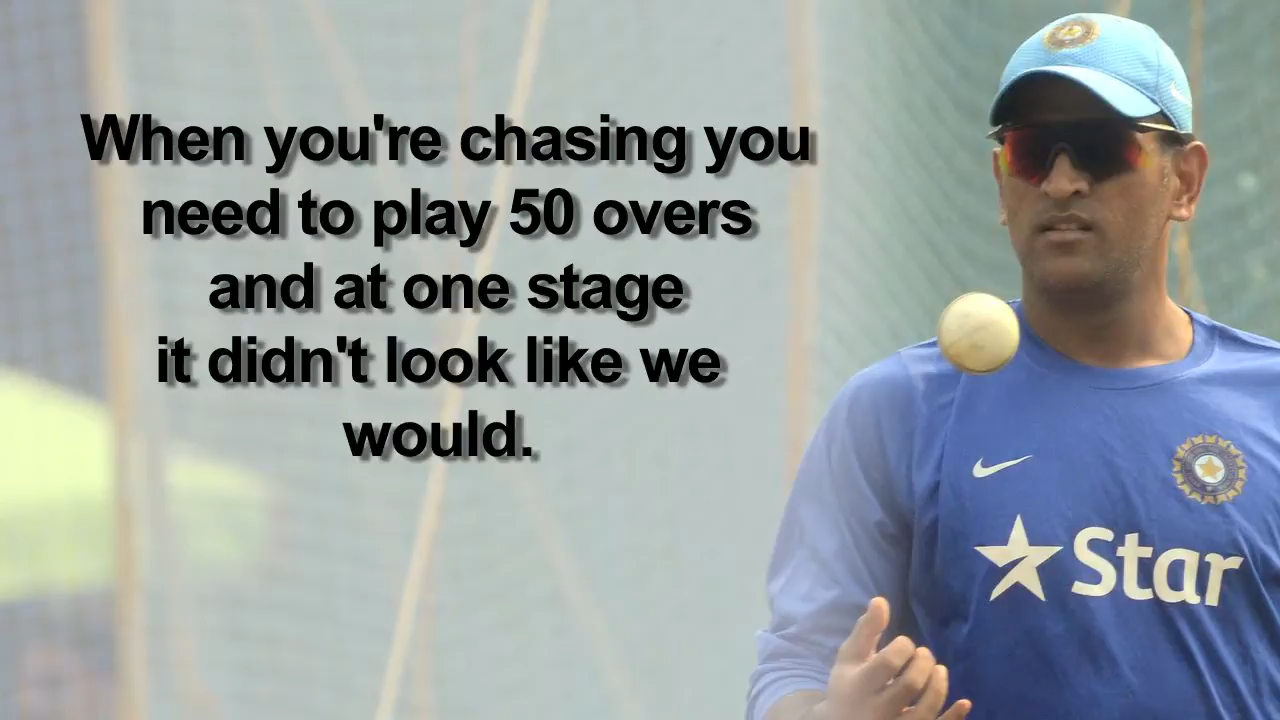 When you're chasing you
need to play 50 overs
and at one stage
it didn't look like we
would.
Star